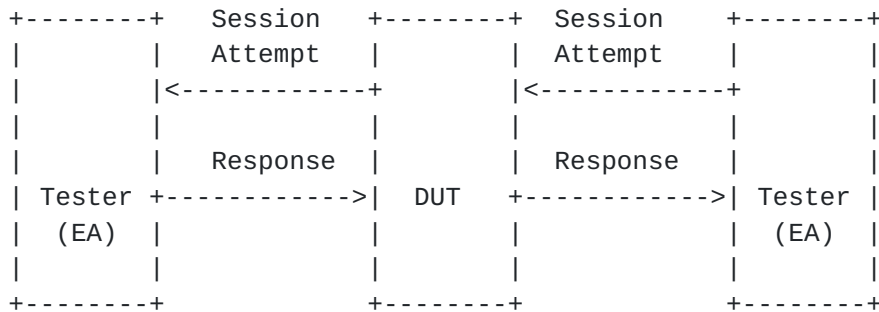 Session Session
Attempt Attempt
Response Response
Tester DUT Tester
(EA) (EA)